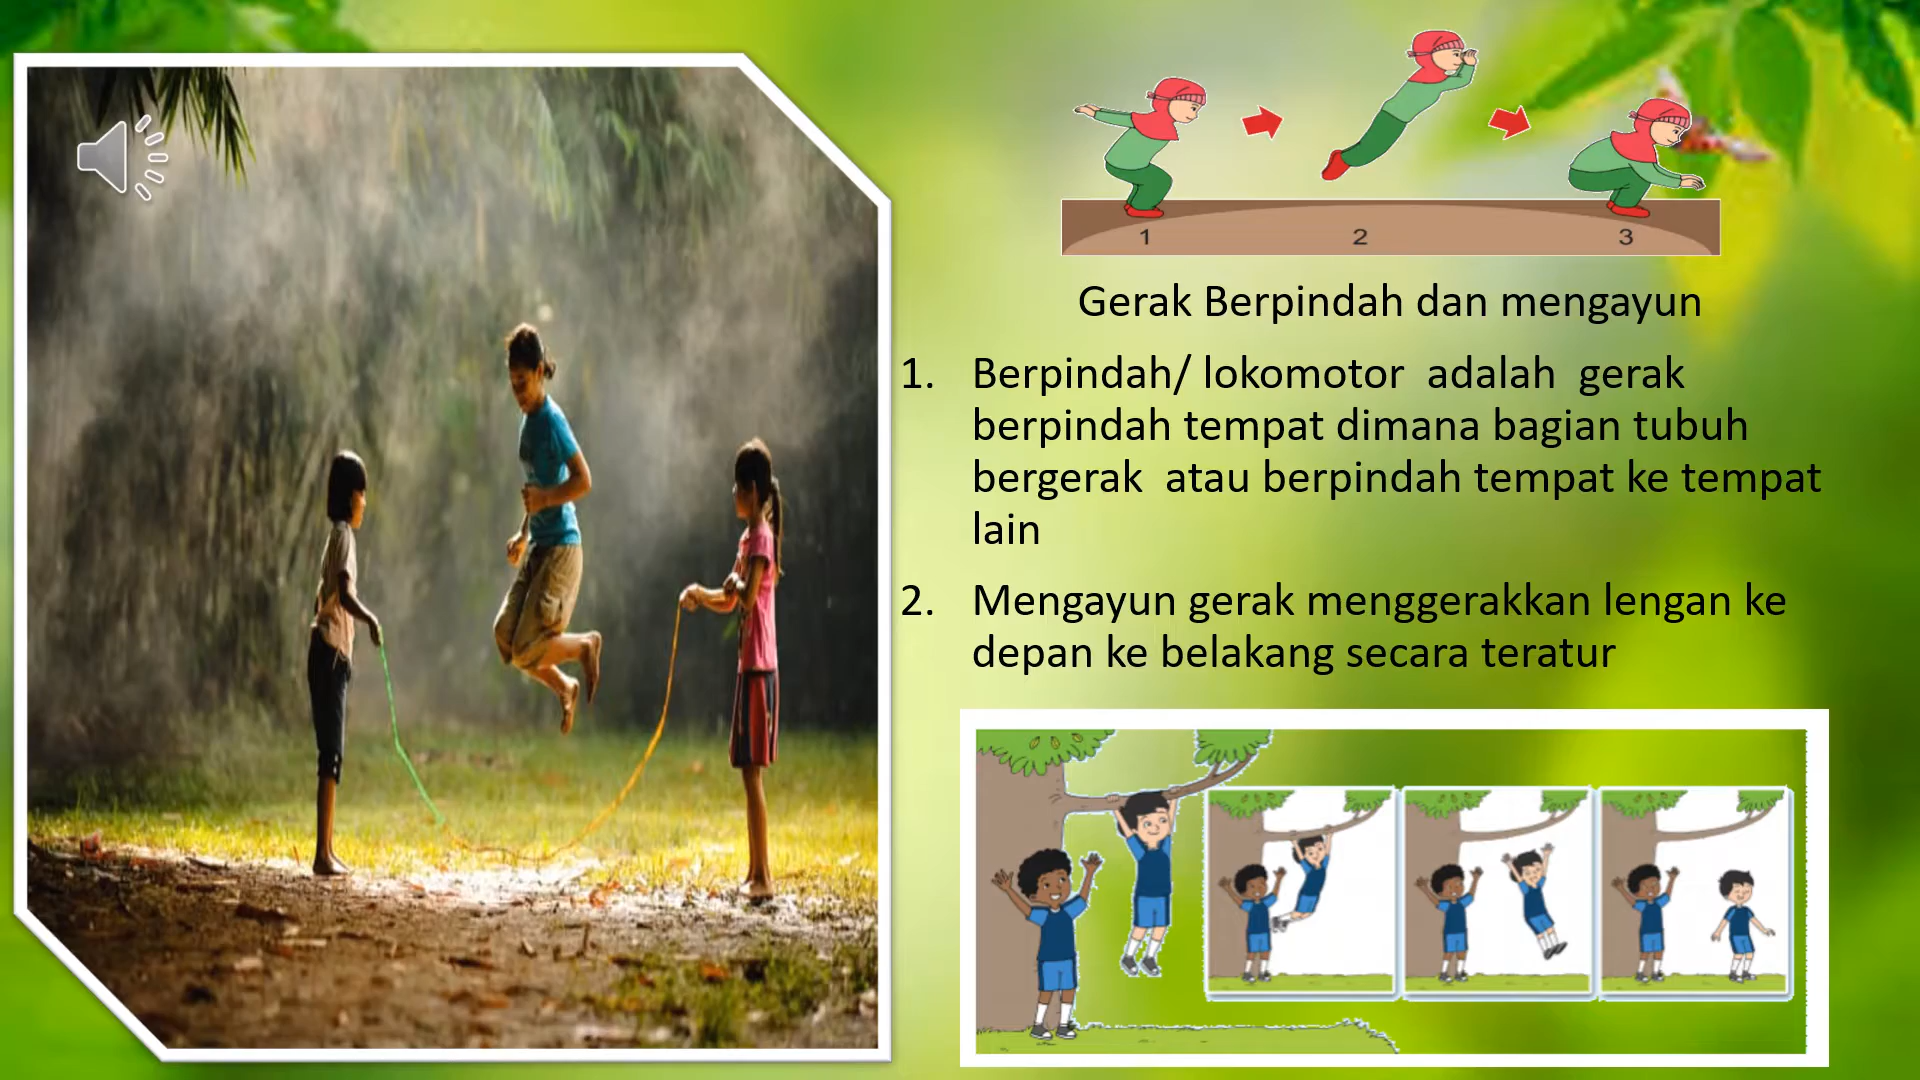 1 2 3
Gerak Berpindah dan mengayun
1. Berpindah/ lokomotor adalah gerak
berpindah tempat dimana bagian tubuh
bergerak atau berpindah tempat ke tempat
lain
2. Mengayun gerak menggerakkan lengan ke
depan ke belakang secara teratur